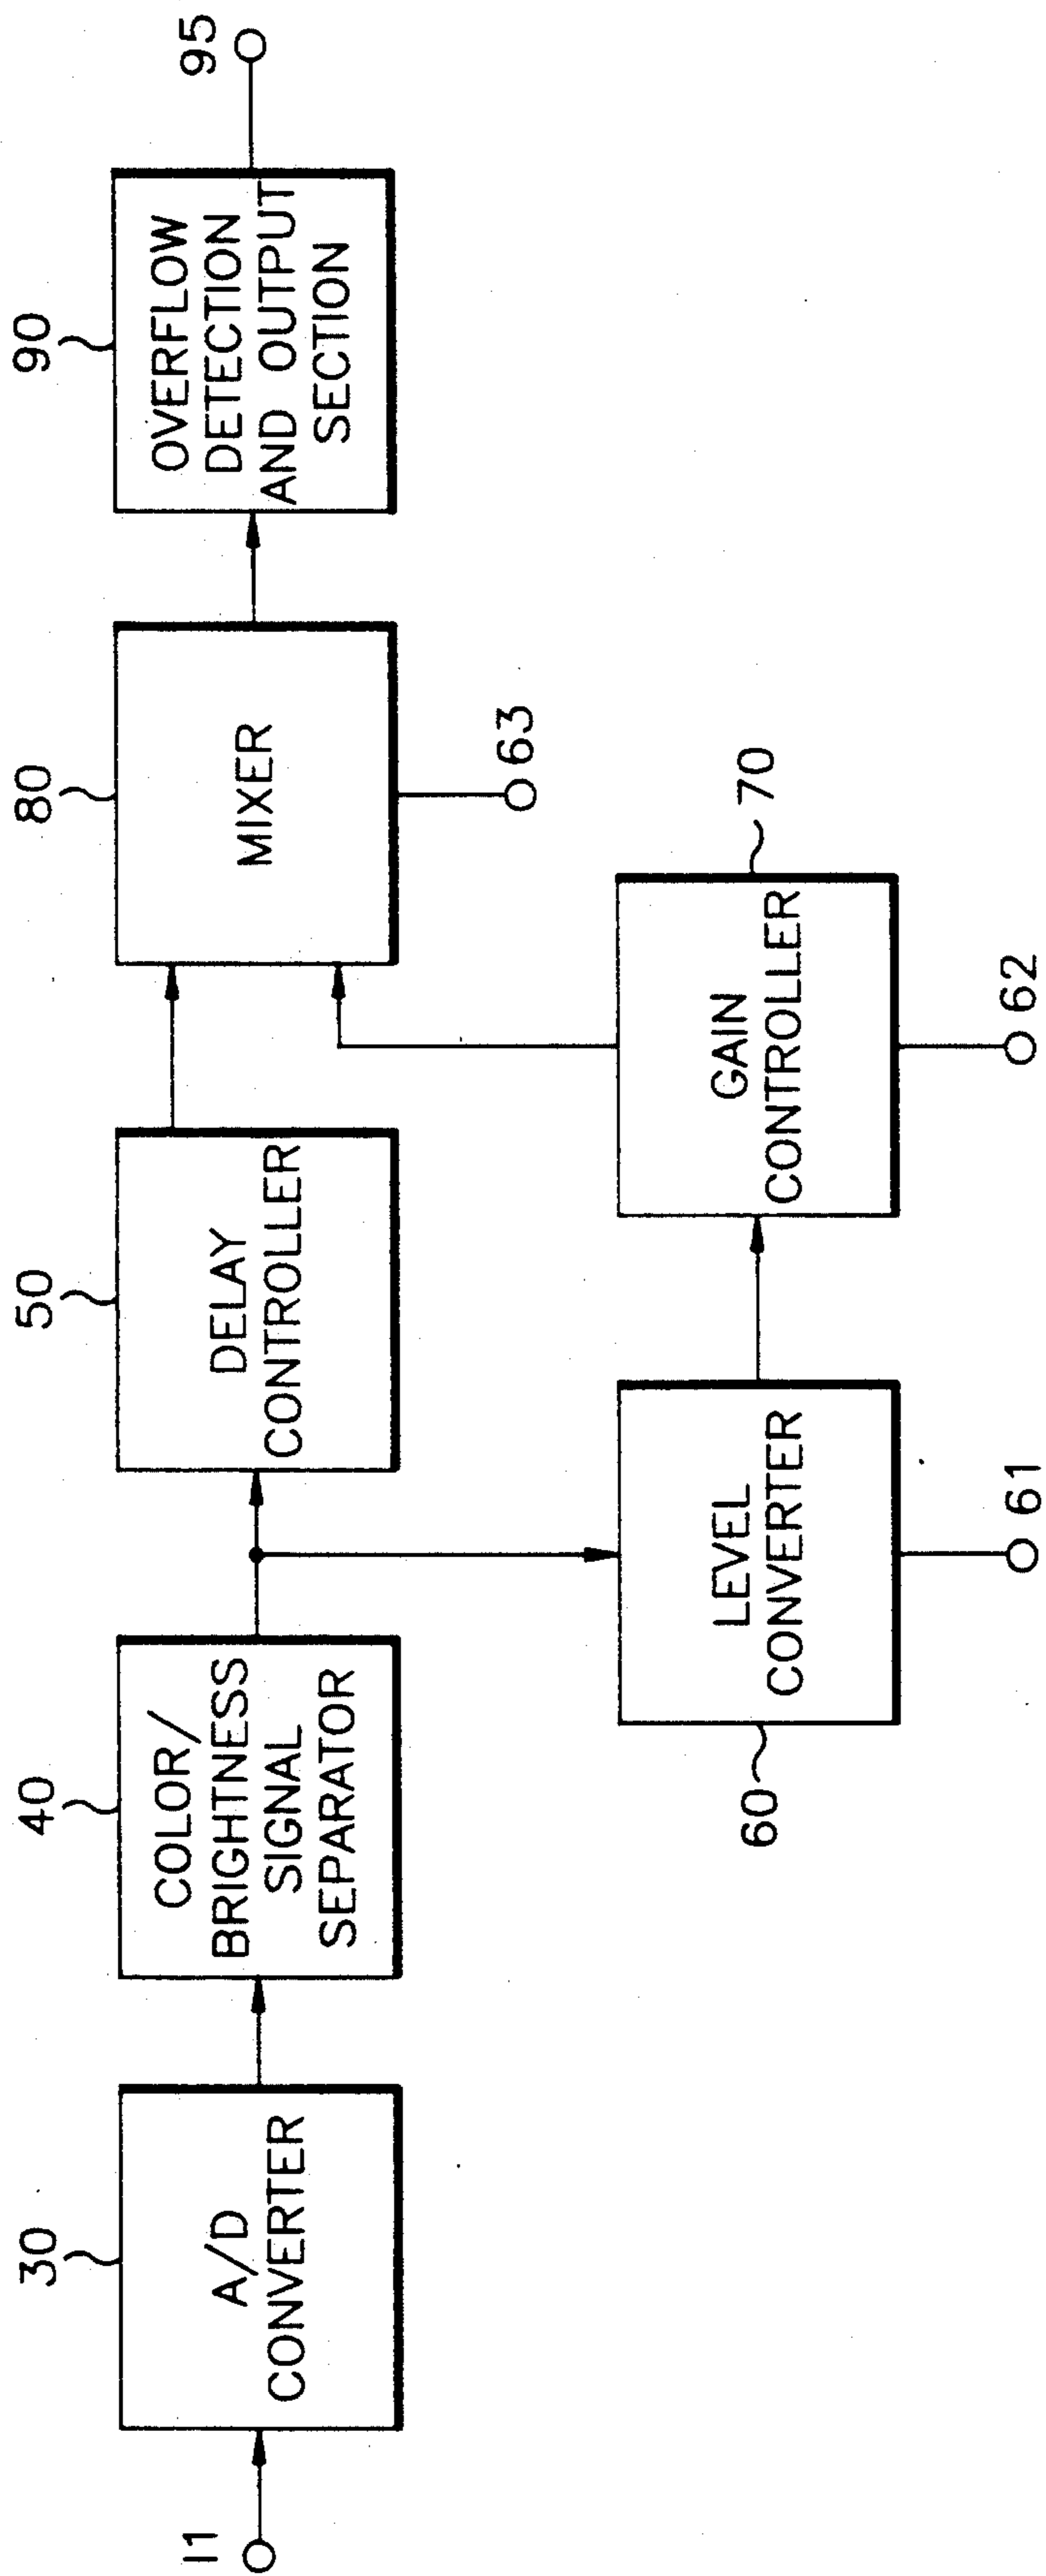 11
30
A/D
CONVERTER
40
COLOR/
BRIGHTNESS
SIGNAL
SEPARATOR
50
DELAY
CONTROLLER
80
MIXER
63
90
OVERFLOW
DETECTION
AND OUTPUT
SECTION
95
60
LEVEL
CONVERTER
61
70
GAIN
CONTROLLER
62